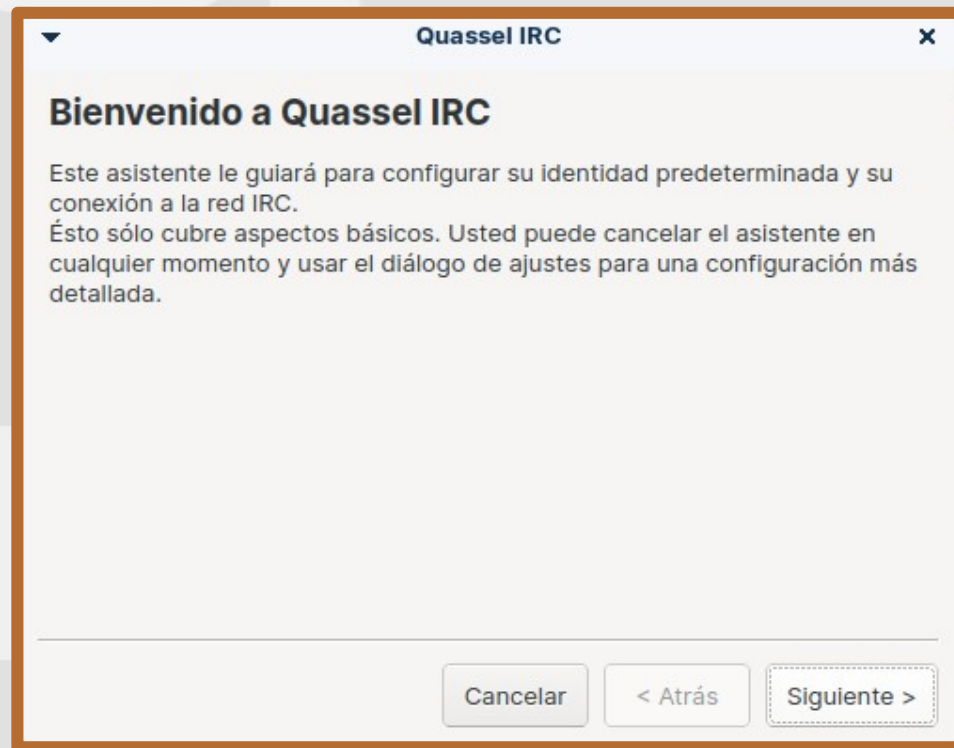 Quassel IRC
Bienvenido a Quassel IRC
Este asistente le guiará para configurar su identidad predeterminada y su
conexión a la red IRC.
Ésto sólo cubre aspectos básicos. Usted puede cancelar el asistente en
cualquier momento y usar el diálogo de ajustes para una configuración más
detallada.
Cancelar
< Atrás
Siguiente >